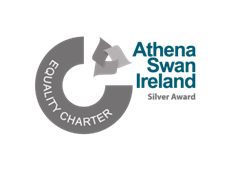 EQUALITY CHARTER
Athena
Swan
Ireland
Silver Award